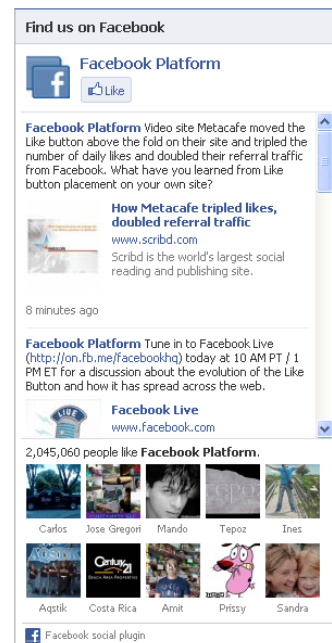 Find us on Facebook
Facebook Platform
Like
Facebook Platform Video site Metacafe moved the
Like button above the fold on their site and tripled the
number of daily likes and doubled their referral traffic
from Facebook. What have you learned from Like
button placement on your own site?
How Metacafe tripled likes,
doubled referral traffic
www.scribd.com
Scribd is the world's largest social
reading and publishing site.
8 minutes ago
Facebook Platform Tune in to Facebook Live
(http://on.fb.me/facebookhq) today at 10 AM PT / 1
PM ET for a discussion about the evolution of the Like
Button and how it has spread across the web.
LIVE
Facebook Live
www.facebook.com
2,045,060 people like Facebook Platform.
Carlos Jose Gregori Mando Tepoz Ines
Century 21
Aqstik Costa Rica Amit Prissy Sandra
Facebook social plugin